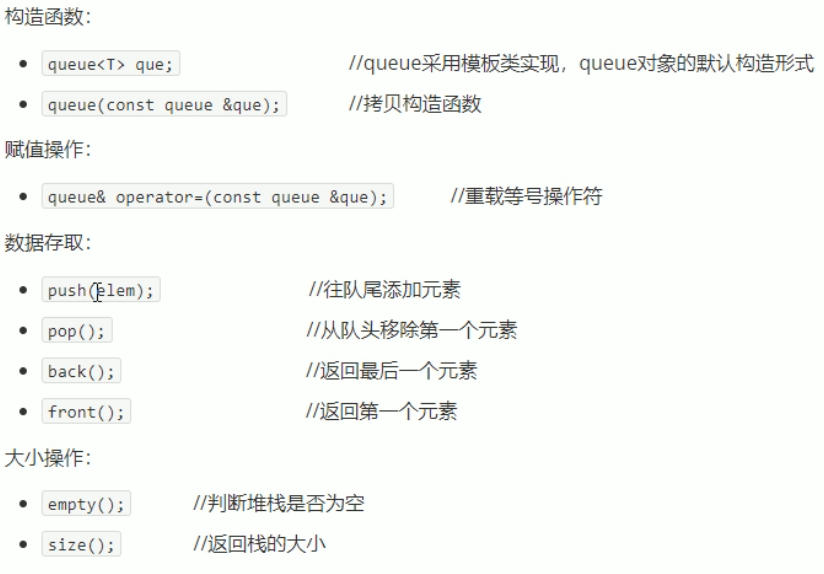 构造函数：
queue<T> que; //queue采用模板类实现，queue对象的默认构造形式
queue(const queue &que); //拷贝构造函数
赋值操作：
queue& operator=(const queue &que); //重载等号操作符
数据存取：
push(elem); //往队尾添加元素
pop(); //从队头移除第一个元素
back(); //返回最后一个元素
front(); //返回第一个元素
大小操作：
empty(); //判断堆栈是否为空
size(); //返回栈的大小